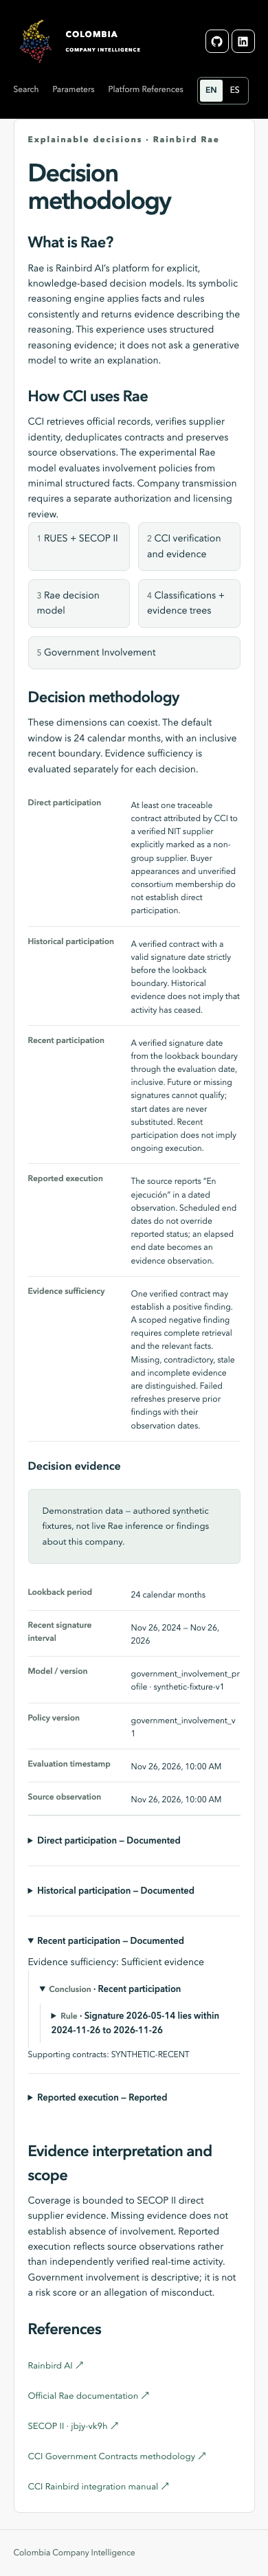 COLOMBIA
COMPANY INTELLIGENCE
Search Parameters Platform References EN ES
Explainable decisions · Rainbird Rae
Decision
methodology
What is Rae?
Rae is Rainbird AI's platform for explicit,
knowledge-based decision models. Its symbolic
reasoning engine applies facts and rules
consistently and returns evidence describing the
reasoning. This experience uses structured
reasoning evidence; it does not ask a generative
model to write an explanation.
How CCI uses Rae
CCI retrieves official records, verifies supplier
identity, deduplicates contracts and preserves
source observations. The experimental Rae
model evaluates involvement policies from
minimal structured facts. Company transmission
requires a separate authorization and licensing
review.
1 RUES + SECOP II
2 CCI verification
and evidence
3 Rae decision
model
4 Classifications +
evidence trees
5 Government Involvement
Decision methodology
These dimensions can coexist. The default
window is 24 calendar months, with an inclusive
recent boundary. Evidence sufficiency is
evaluated separately for each decision.
Direct participation
At least one traceable
contract attributed by CCI to
a verified NIT supplier
explicitly marked as a non-
group supplier. Buyer
appearances and unverified
consortium membership do
not establish direct
participation.
Historical participation
A verified contract with a
valid signature date strictly
before the lookback
boundary. Historical
evidence does not imply that
activity has ceased.
Recent participation
A verified signature date
from the lookback boundary
through the evaluation date,
inclusive. Future or missing
signatures cannot qualify;
start dates are never
substituted. Recent
participation does not imply
ongoing execution.
Reported execution
The source reports “En
ejecución” in a dated
observation. Scheduled end
dates do not override
reported status; an elapsed
end date becomes an
evidence observation.
Evidence sufficiency
One verified contract may
establish a positive finding.
A scoped negative finding
requires complete retrieval
and the relevant facts.
Missing, contradictory, stale
and incomplete evidence
are distinguished. Failed
refreshes preserve prior
findings with their
observation dates.
Decision evidence
Demonstration data — authored synthetic
fixtures, not live Rae inference or findings
about this company.
Lookback period
24 calendar months
Recent signature
interval
Nov 26, 2024 – Nov 26,
2026
Model / version
government_involvement_pr
ofile · synthetic-fixture-v1
Policy version
government_involvement_v
1
Evaluation timestamp
Nov 26, 2026, 10:00 AM
Source observation
Nov 26, 2026, 10:00 AM
▶ Direct participation — Documented
▶ Historical participation — Documented
▼ Recent participation — Documented
Evidence sufficiency: Sufficient evidence
▼ Conclusion · Recent participation
▶ Rule · Signature 2026-05-14 lies within
2024-11-26 to 2026-11-26
Supporting contracts: SYNTHETIC-RECENT
▶ Reported execution — Reported
Evidence interpretation and
scope
Coverage is bounded to SECOP II direct
supplier evidence. Missing evidence does not
establish absence of involvement. Reported
execution reflects source observations rather
than independently verified real-time activity.
Government involvement is descriptive; it is not
a risk score or an allegation of misconduct.
References
Rainbird AI ↗
Official Rae documentation ↗
SECOP II · jbjy-vk9h ↗
CCI Government Contracts methodology ↗
CCI Rainbird integration manual ↗
Colombia Company Intelligence